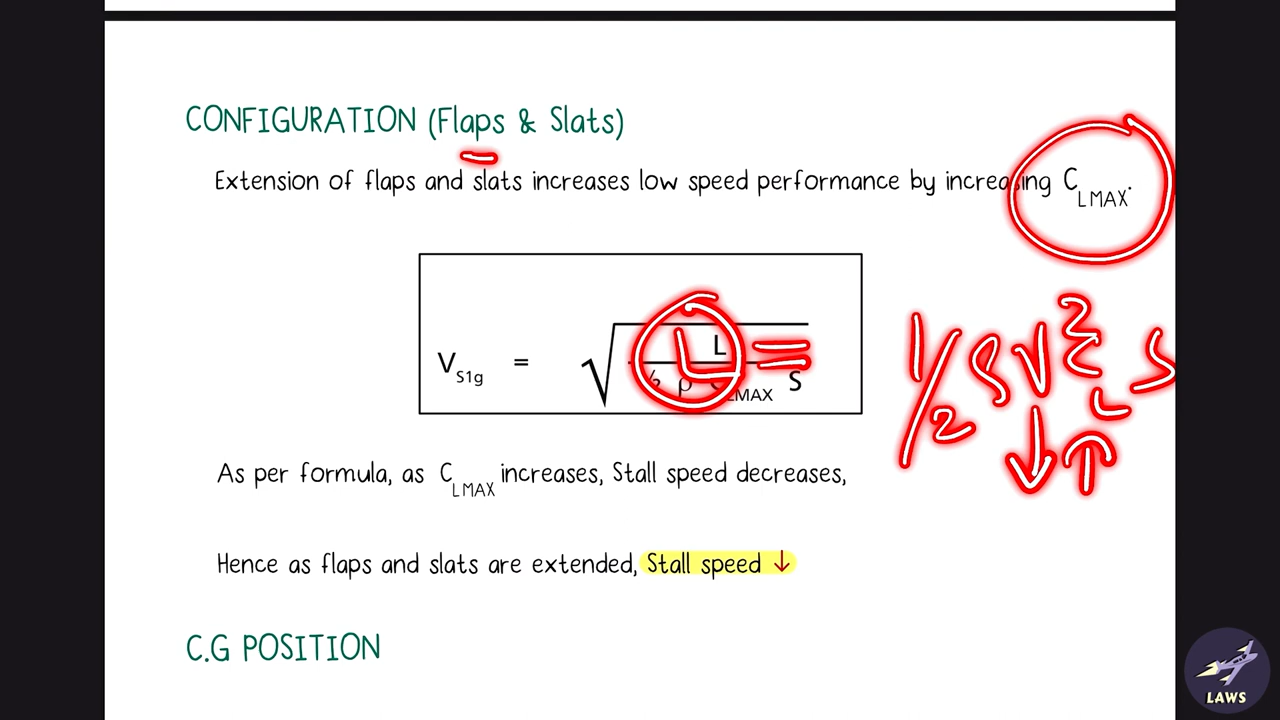 CONFIGURATION (Flaps & Slats)
Extension of flaps and slats increases low speed performance by increasing C LMAX.
V S1g = √ L
½ ρ C LMAX S
L =
1/2 ρ V² C L S
↓ ↑
As per formula, as C LMAX increases, Stall speed decreases,
Hence as flaps and slats are extended, Stall speed ↓
C.G POSITION
LAWS